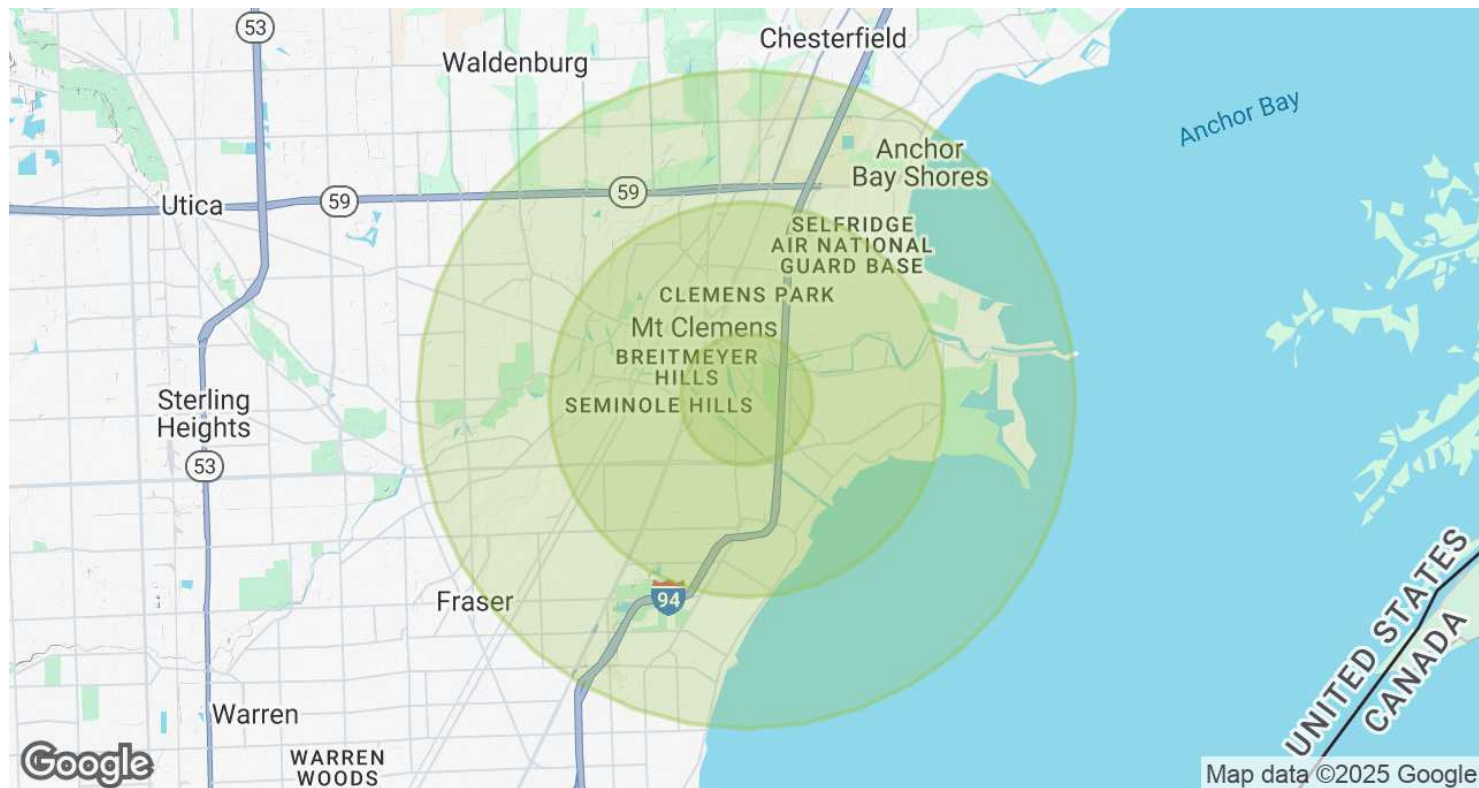 53
Chesterfield
Waldenburg
Anchor Bay
Anchor
Bay Shores
59
59
Utica
SELFRIDGE
AIR NATIONAL
GUARD BASE
CLEMENS PARK
Mt Clemens
BREITMEYER
HILLS
SEMINOLE HILLS
Sterling
Heights
53
94
Fraser
UNITED STATES
CANADA
Warren
WARREN
WOODS
Google
Map data ©2025 Google